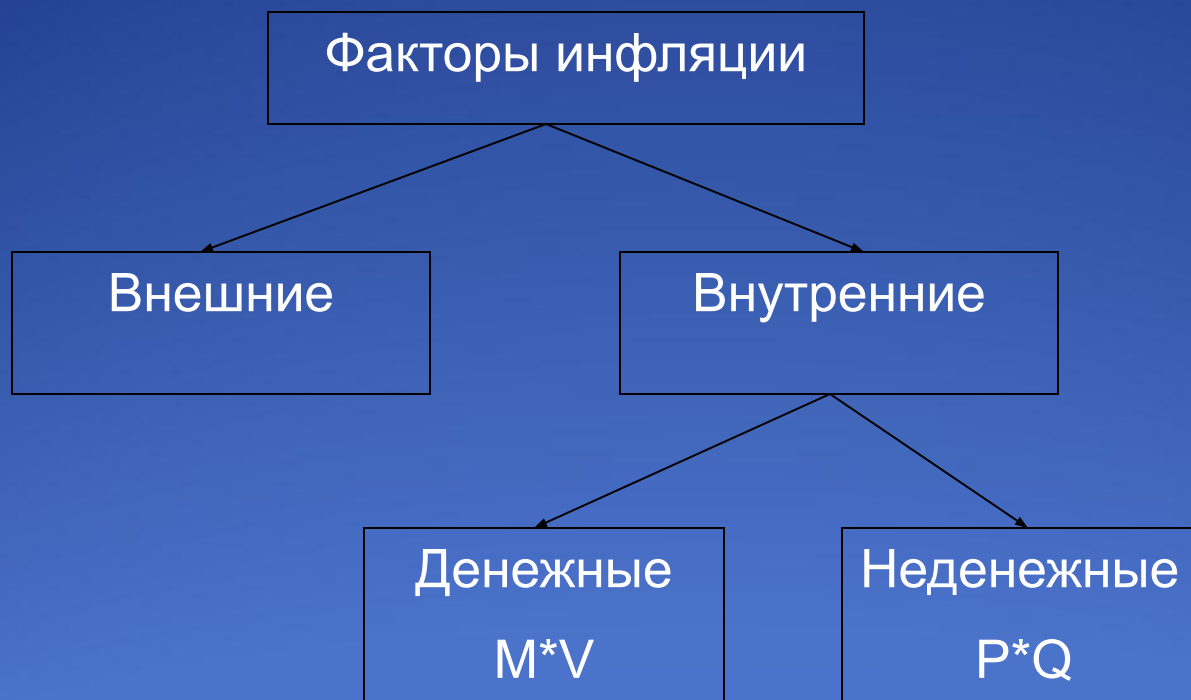 Факторы инфляции
Внешние
Внутренние
Денежные
M*V
Неденежные
P*Q